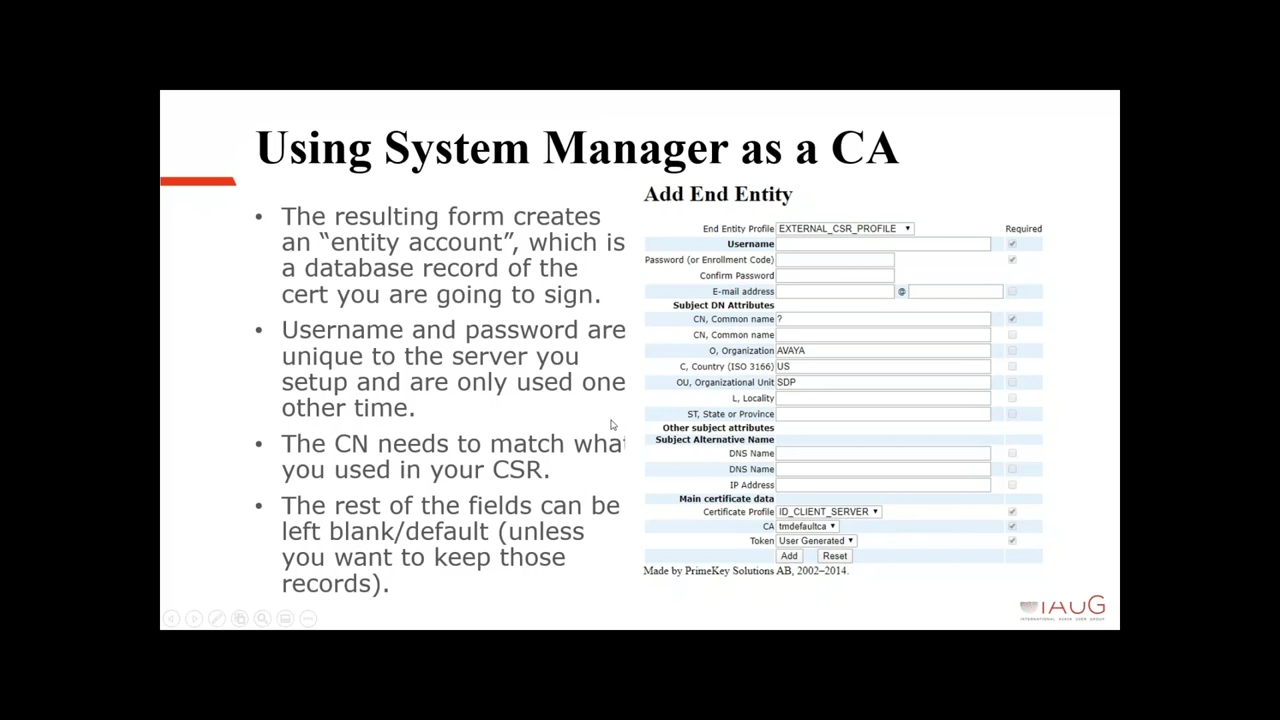 Using System Manager as a CA
• The resulting form creates
an “entity account”, which is
a database record of the
cert you are going to sign.
• Username and password are
unique to the server you
setup and are only used one
other time.
• The CN needs to match what
you used in your CSR.
• The rest of the fields can be
left blank/default (unless
you want to keep those
records).
Add End Entity
End Entity Profile EXTERNAL_CSR_PROFILE Required
Username
Password (or Enrollment Code)
Confirm Password
E-mail address @
Subject DN Attributes
CN, Common name ?
CN, Common name
O, Organization AVAYA
C, Country (ISO 3166) US
OU, Organizational Unit SDP
L, Locality
ST, State or Province
Other subject attributes
Subject Alternative Name
DNS Name
DNS Name
IP Address
Main certificate data
Certificate Profile ID_CLIENT_SERVER
CA tmdefaultca
Token User Generated
Add Reset
Made by PrimeKey Solutions AB, 2002–2014.
IAUG
INTERNATIONAL AVAYA USER GROUP